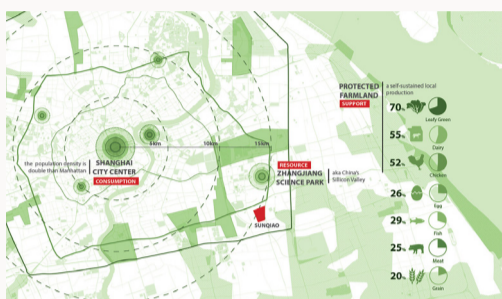 PROTECTED
FARMLAND
SUPPORT
a self-sustained local
production
70%
Leafy Green
55%
Dairy
52%
Chicken
26%
Egg
29%
Fish
25%
Meat
20%
Grain
5km
10km
15km
the population density is
double than Manhattan
SHANGHAI
CITY CENTER
CONSUMPTION
RESOURCE
ZHANGJIANG
SCIENCE PARK
aka China's
Sillicon Valley
SUNQIAO